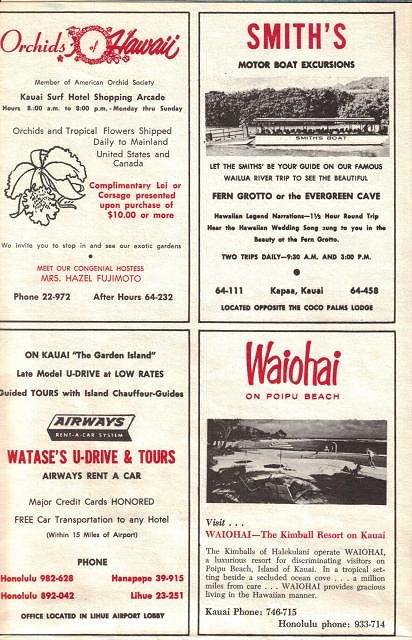 Orchids of Hawaii
Member of American Orchid Society
Kauai Surf Hotel Shopping Arcade
Hours 8:00 a.m. to 8:00 p.m. - Monday thru Sunday
Orchids and Tropical Flowers Shipped
Daily to Mainland
United States and
Canada
Complimentary Lei or
Corsage presented
upon purchase of
$10.00 or more
We invite you to stop in and see our exotic gardens
MEET OUR CONGENIAL HOSTESS
MRS. HAZEL FUJIMOTO
Phone 22-972 After Hours 64-232
SMITH'S
MOTOR BOAT EXCURSIONS
SMITH'S BOAT
LET THE SMITHS' BE YOUR GUIDE ON OUR FAMOUS
WAILUA RIVER TRIP TO SEE THE BEAUTIFUL
FERN GROTTO or the EVERGREEN CAVE
Hawaiian Legend Narrations—1½ Hour Round Trip
Hear the Hawaiian Wedding Song sung to you in the
Beauty at the Fern Grotto.
TWO TRIPS DAILY—9:30 A.M. AND 3:00 P.M.
64-111 Kapaa, Kauai 64-458
LOCATED OPPOSITE THE COCO PALMS LODGE
ON KAUAI "The Garden Island"
Late Model U-DRIVE at LOW RATES
Guided TOURS with Island Chauffeur-Guides
AIRWAYS
RENT-A-CAR SYSTEM
WATASE'S U-DRIVE & TOURS
AIRWAYS RENT A CAR
Major Credit Cards HONORED
FREE Car Transportation to any Hotel
(Within 15 Miles of Airport)
PHONE
Honolulu 982-628 Hanapepe 39-915
Honolulu 892-042 Lihue 23-251
OFFICE LOCATED IN LIHUE AIRPORT LOBBY
Waiohai
ON POIPU BEACH
Visit . . .
WAIOHAI—The Kimball Resort on Kauai
The Kimballs of Halekulani operate WAIOHAI,
a luxurious resort for discriminating visitors on
Poipu Beach, Island of Kauai. In a tropical set-
ting beside a secluded ocean cove . . . a million
miles from care . . . WAIOHAI provides gracious
living in the Hawaiian manner.
Kauai Phone: 746-715
Honolulu phone: 933-714